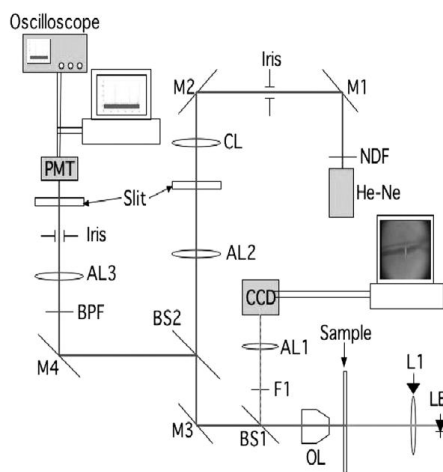 Oscilloscope
M2
Iris
M1
CL
NDF
PMT
Slit
He-Ne
Iris
AL2
AL3
CCD
BPF
BS2
Sample
AL1
L1
M4
F1
LE
M3
BS1
OL